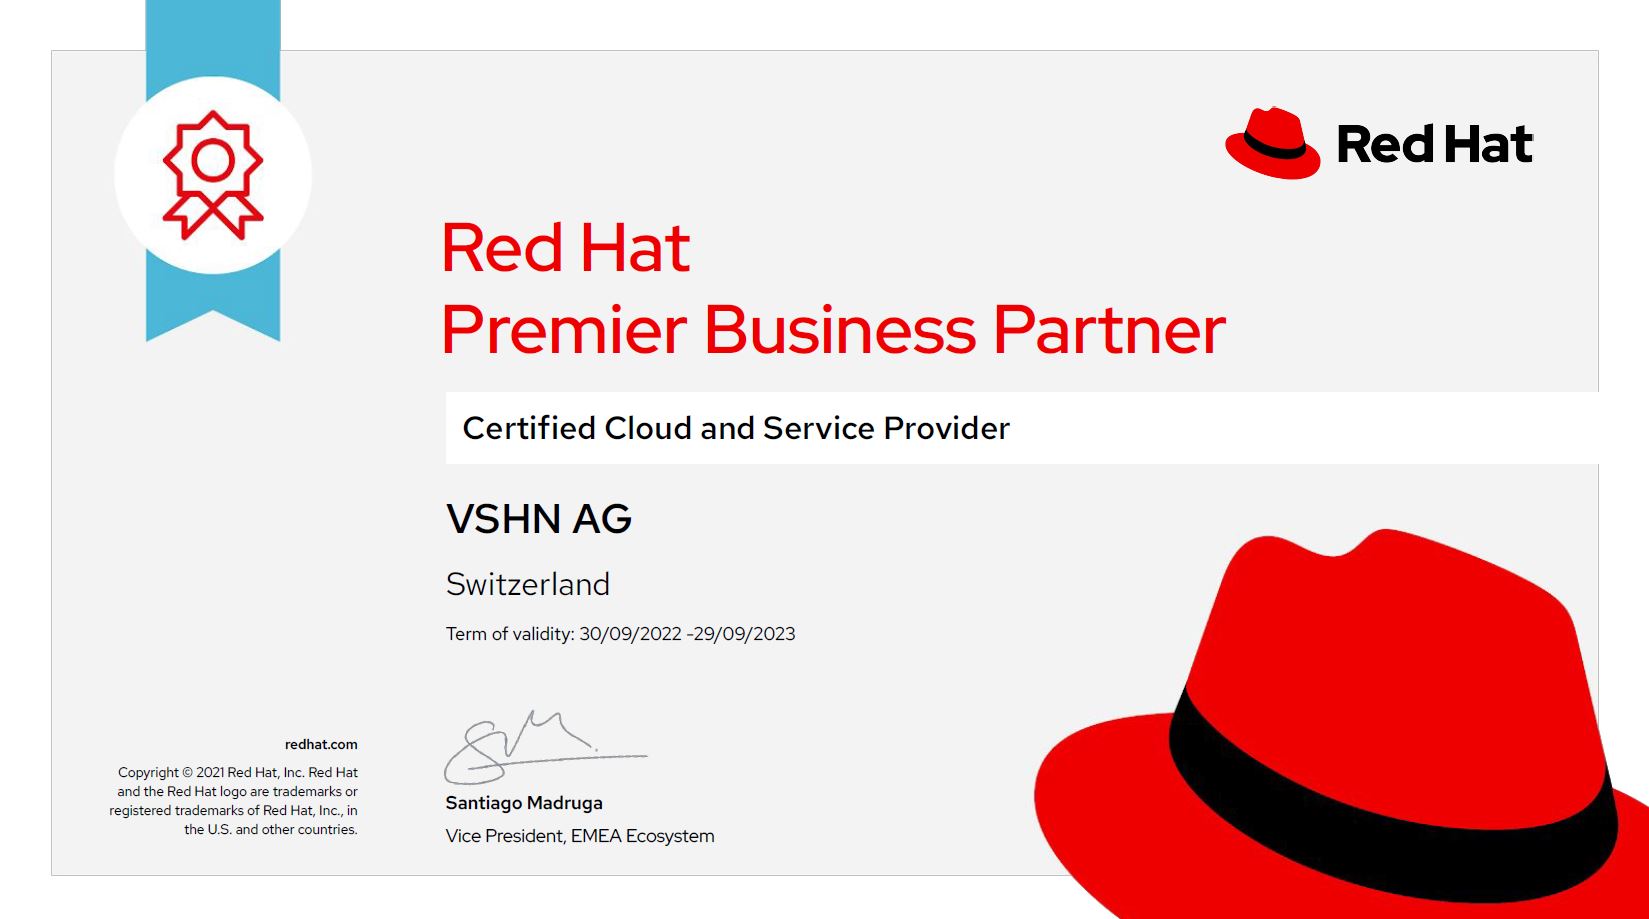 Red Hat
Red Hat
Premier Business Partner
Certified Cloud and Service Provider
VSHN AG
Switzerland
Term of validity: 30/09/2022 -29/09/2023
Santiago Madruga
Vice President, EMEA Ecosystem
redhat.com
Copyright © 2021 Red Hat, Inc. Red Hat
and the Red Hat logo are trademarks or
registered trademarks of Red Hat, Inc., in
the U.S. and other countries.